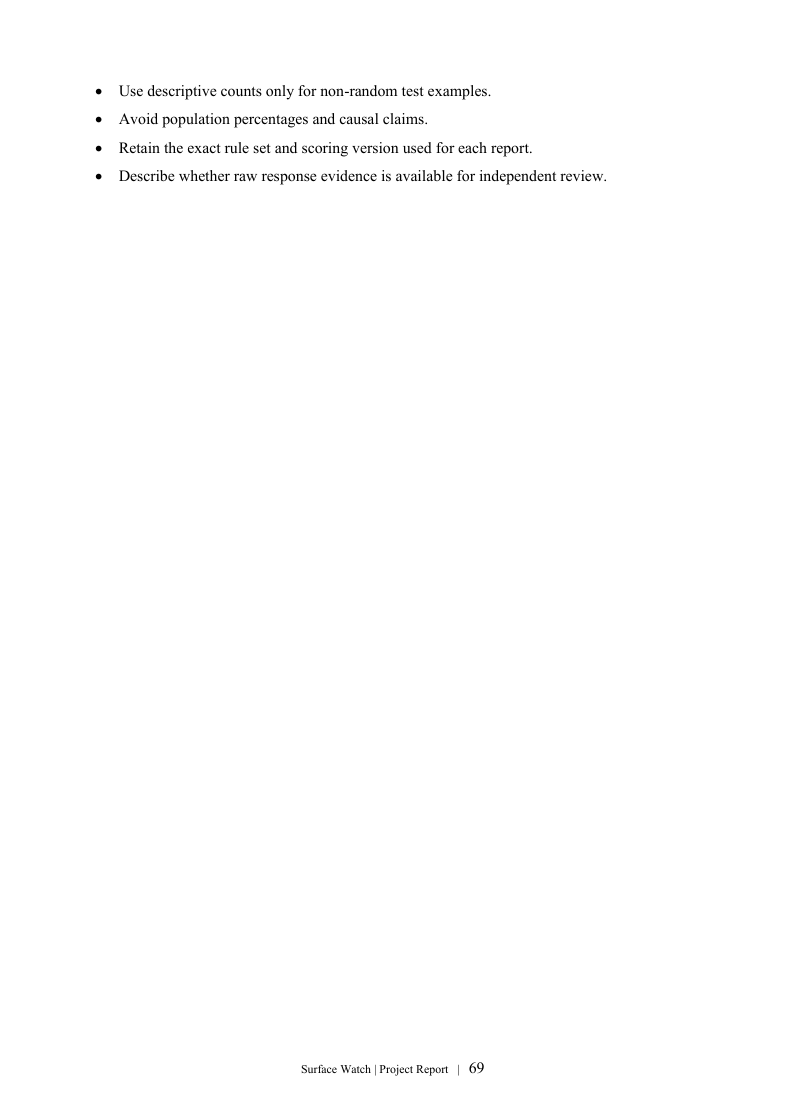 • Use descriptive counts only for non-random test examples.
• Avoid population percentages and causal claims.
• Retain the exact rule set and scoring version used for each report.
• Describe whether raw response evidence is available for independent review.
Surface Watch | Project Report | 69